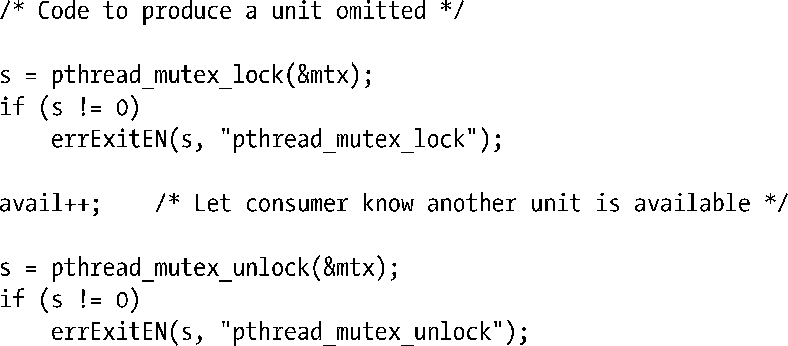 /* Code to produce a unit omitted */

s = pthread_mutex_lock(&mtx);
if (s != 0)
    errExitEN(s, "pthread_mutex_lock");

avail++;    /* Let consumer know another unit is available */

s = pthread_mutex_unlock(&mtx);
if (s != 0)
    errExitEN(s, "pthread_mutex_unlock");